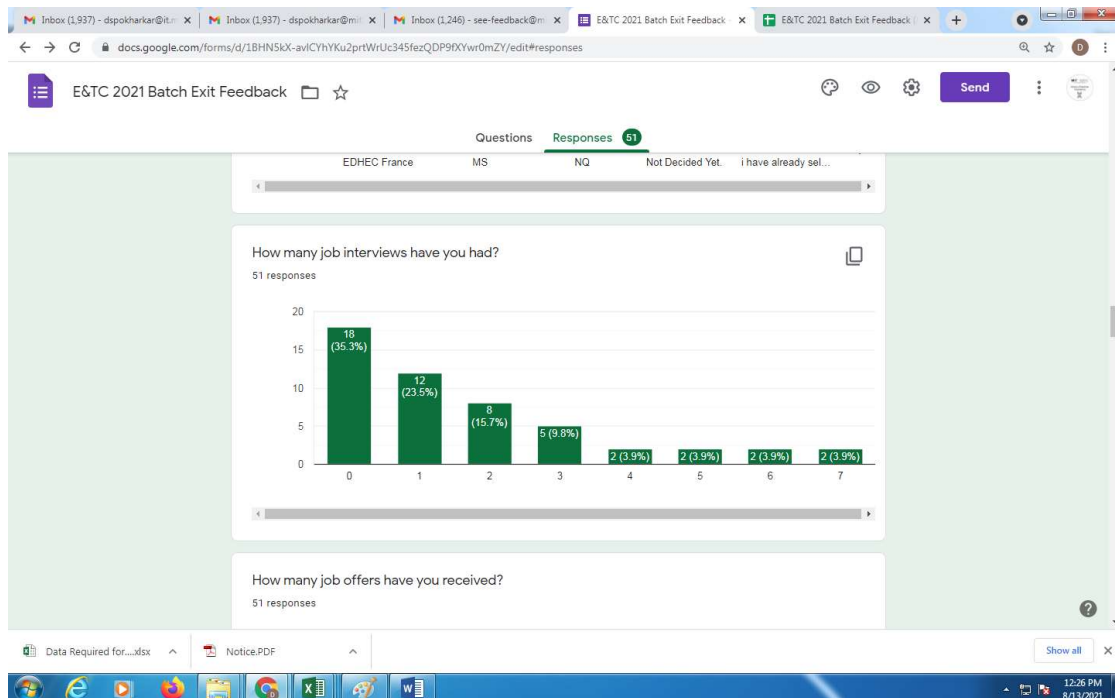 Inbox (1,937) - dspokharkar@it.m
Inbox (1,937) - dspokharkar@mit
Inbox (1,246) - see-feedback@m
E&TC 2021 Batch Exit Feedback -
E&TC 2021 Batch Exit Feedback (
docs.google.com/forms/d/1BHN5kX-avlCYhYKu2prtWrUc345fezQDP9fXYwr0mZY/edit#responses
D
E&TC 2021 Batch Exit Feedback
Send
Questions Responses 51
EDHEC France MS NQ Not Decided Yet. i have already sel...
How many job interviews have you had?
51 responses
20
15
10
5
0
18
(35.3%)
12
(23.5%)
8
(15.7%)
5 (9.8%)
2 (3.9%)
2 (3.9%)
2 (3.9%)
2 (3.9%)
0 1 2 3 4 5 6 7
How many job offers have you received?
51 responses
Data Required for....xlsx
Notice.PDF
Show all
12:26 PM
8/13/2021